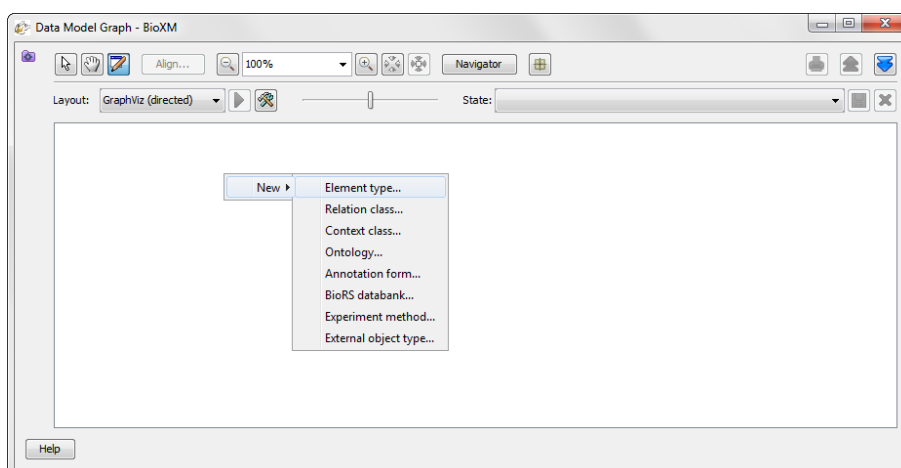 Data Model Graph - BioXM
Align... 100% Navigator
Layout: GraphViz (directed) State:
New Element type...
Relation class...
Context class...
Ontology...
Annotation form...
BioRS databank...
Experiment method...
External object type...
Help